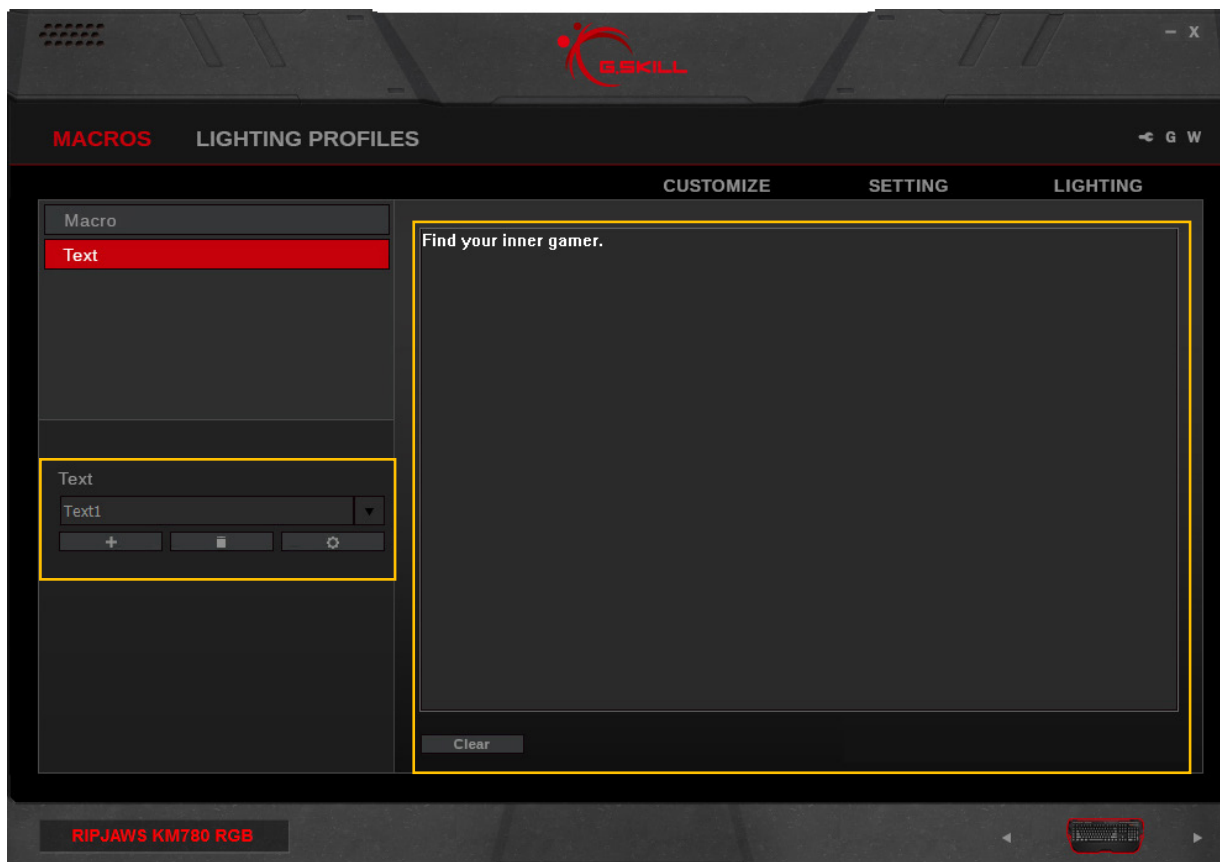 G.SKILL
– X
MACROS LIGHTING PROFILES
G W
CUSTOMIZE SETTING LIGHTING
Macro
Text
Find your inner gamer.
Text
Text1
Clear
RIPJAWS KM780 RGB